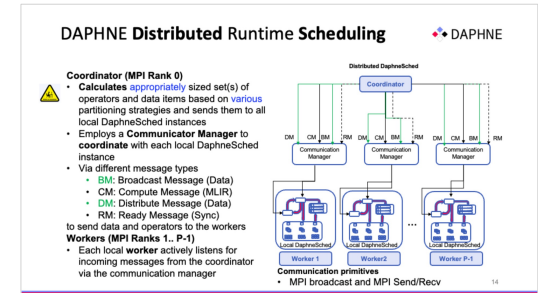 DAPHNE Distributed Runtime Scheduling
DAPHNE
Coordinator (MPI Rank 0)
• Calculates appropriately sized set(s) of
operators and data items based on various
partitioning strategies and sends them to all
local DaphneSched instances
• Employs a Communicator Manager to
coordinate with each local DaphneSched
instance
• Via different message types
• BM: Broadcast Message (Data)
• CM: Compute Message (MLIR)
• DM: Distribute Message (Data)
• RM: Ready Message (Sync)
to send data and operators to the workers
Workers (MPI Ranks 1.. P-1)
• Each local worker actively listens for
incoming messages from the coordinator
via the communication manager
Distributed DaphneSched
Coordinator
DM CM BM RM DM CM BM RM DM CM BM RM
Communication
Manager
Communication
Manager
Communication
Manager
...
Local DaphneSched
Local DaphneSched
Local DaphneSched
Worker 1
Worker2
Worker P-1
Communication primitives
• MPI broadcast and MPI Send/Recv
14